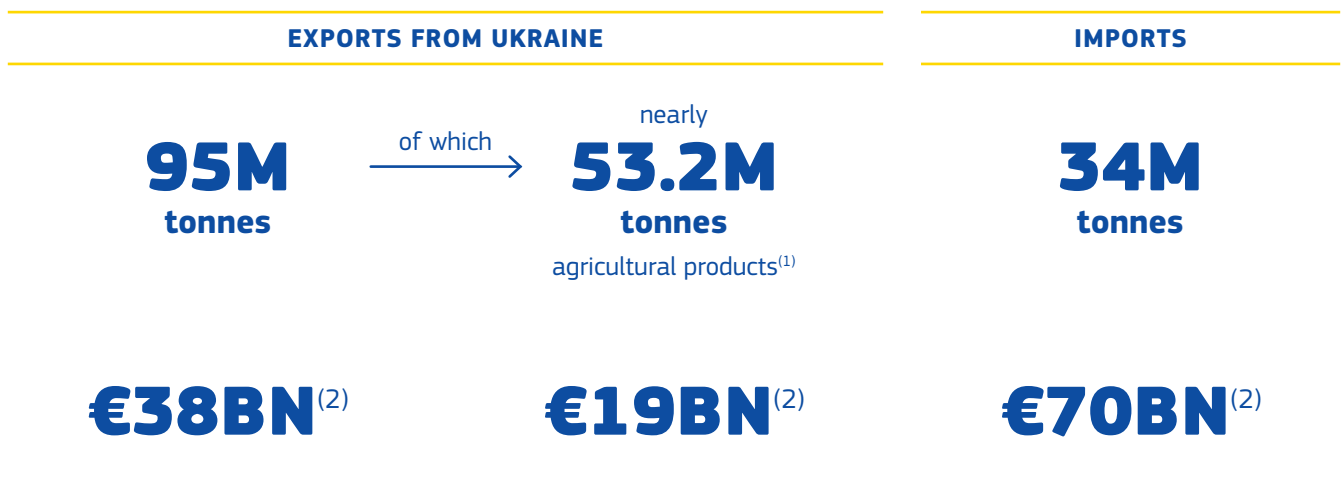 EXPORTS FROM UKRAINE
IMPORTS
95M
tonnes
of which
nearly
53.2M
tonnes
agricultural products(1)
34M
tonnes
€38BN(2)
€19BN(2)
€70BN(2)